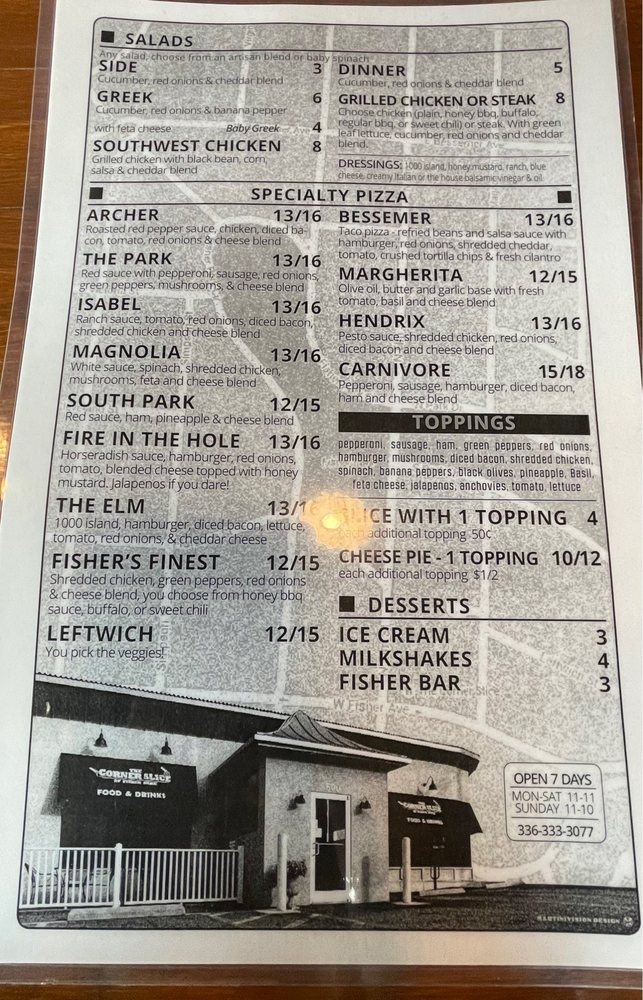 SALADS
Any salad, choose from an artisan blend or baby spinach
SIDE 3
Cucumber, red onions & cheddar blend
GREEK 6
Cucumber, red onions & banana pepper
with feta cheese Baby Greek 4
SOUTHWEST CHICKEN 8
Grilled chicken with black bean, corn,
salsa & cheddar blend
DINNER 5
Cucumber, red onions & cheddar blend
GRILLED CHICKEN OR STEAK 8
Choose chicken (plain, honey bbq, buffalo,
regular bbq, or sweet chili) or steak. With green
leaf lettuce, cucumber, red onions and cheddar
blend.
DRESSINGS: 1000 island, honey mustard, ranch, blue
cheese, creamy Italian or the house balsamic vinegar & oil
SPECIALTY PIZZA
ARCHER 13/16
Roasted red pepper sauce, chicken, diced ba-
con, tomato, red onions & cheese blend
THE PARK 13/16
Red sauce with pepperoni, sausage, red onions,
green peppers, mushrooms, & cheese blend
ISABEL 13/16
Ranch sauce, tomato, red onions, diced bacon,
shredded chicken and cheese blend
MAGNOLIA 13/16
White sauce, spinach, shredded chicken,
mushrooms, feta and cheese blend
SOUTH PARK 12/15
Red sauce, ham, pineapple & cheese blend
FIRE IN THE HOLE 13/16
Horseradish sauce, hamburger, red onions,
tomato, blended cheese topped with honey
mustard. Jalapenos if you dare!
THE ELM 13/16
1000 island, hamburger, diced bacon, lettuce,
tomato, red onions, & cheddar cheese
FISHER'S FINEST 12/15
Shredded chicken, green peppers, red onions
& cheese blend, you choose from honey bbq
sauce, buffalo, or sweet chili
LEFTWICH 12/15
You pick the veggies!
BESSEMER 13/16
Taco pizza - refried beans and salsa sauce with
hamburger, red onions, shredded cheddar,
tomato, crushed tortilla chips & fresh cilantro
MARGHERITA 12/15
Olive oil, butter and garlic base with fresh
tomato, basil and cheese blend
HENDRIX 13/16
Pesto sauce, shredded chicken, red onions,
diced bacon and cheese blend
CARNIVORE 15/18
Pepperoni, sausage, hamburger, diced bacon,
ham and cheese blend
TOPPINGS
pepperoni, sausage, ham, green peppers, red onions,
hamburger, mushrooms, diced bacon, shredded chicken,
spinach, banana peppers, black olives, pineapple, Basil,
feta cheese, jalapenos, anchovies, tomato, lettuce
SLICE WITH 1 TOPPING 4
each additional topping 50¢
CHEESE PIE - 1 TOPPING 10/12
each additional topping $1/2
DESSERTS
ICE CREAM 3
MILKSHAKES 4
FISHER BAR 3
W Fisher Ave
THE
CORNER SLICE
FOOD & DRINKS
THE
CORNER SLICE
FOOD & DRINKS
OPEN 7 DAYS
MON-SAT 11-11
SUNDAY 11-10
336-333-3077
MARTINIVISION DESIGN